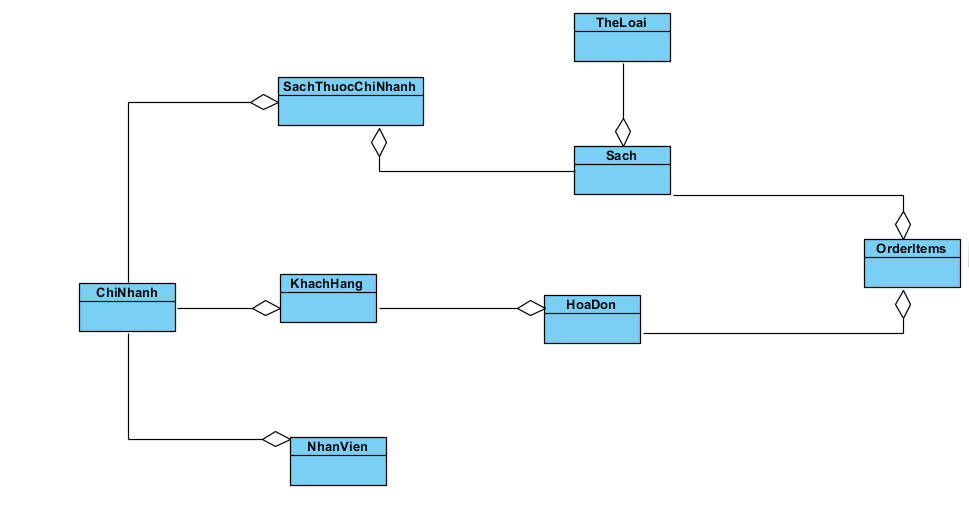 TheLoai
SachThuocChiNhanh
Sach
OrderItems
KhachHang
ChiNhanh
HoaDon
NhanVien